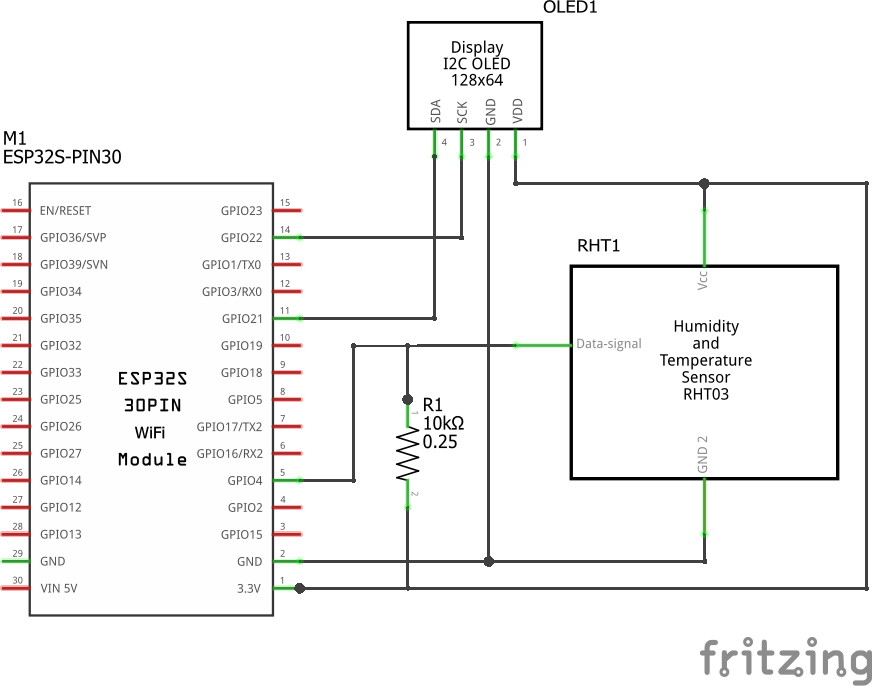 OLED1
Display
I2C OLED
128x64
SDA
SCK
GND
VDD
4
3
2
1
M1
ESP32S-PIN30
16
EN/RESET
GPIO23
15
17
GPIO36/SVP
GPIO22
14
18
GPIO39/SVN
GPIO1/TX0
13
19
GPIO34
GPIO3/RX0
12
20
GPIO35
GPIO21
11
21
GPIO32
GPIO19
10
22
GPIO33
GPIO18
9
23
GPIO25
GPIO5
8
24
GPIO26
GPIO17/TX2
7
25
GPIO27
GPIO16/RX2
6
26
GPIO14
GPIO4
5
27
GPIO12
GPIO2
4
28
GPIO13
GPIO15
3
29
GND
GND
2
30
VIN 5V
3.3V
1
ESP32S
30PIN
WiFi
Module
R1
10kΩ
0.25
1
2
RHT1
Vcc
Data-signal
Humidity
and
Temperature
Sensor
RHT03
GND 2
fritzing